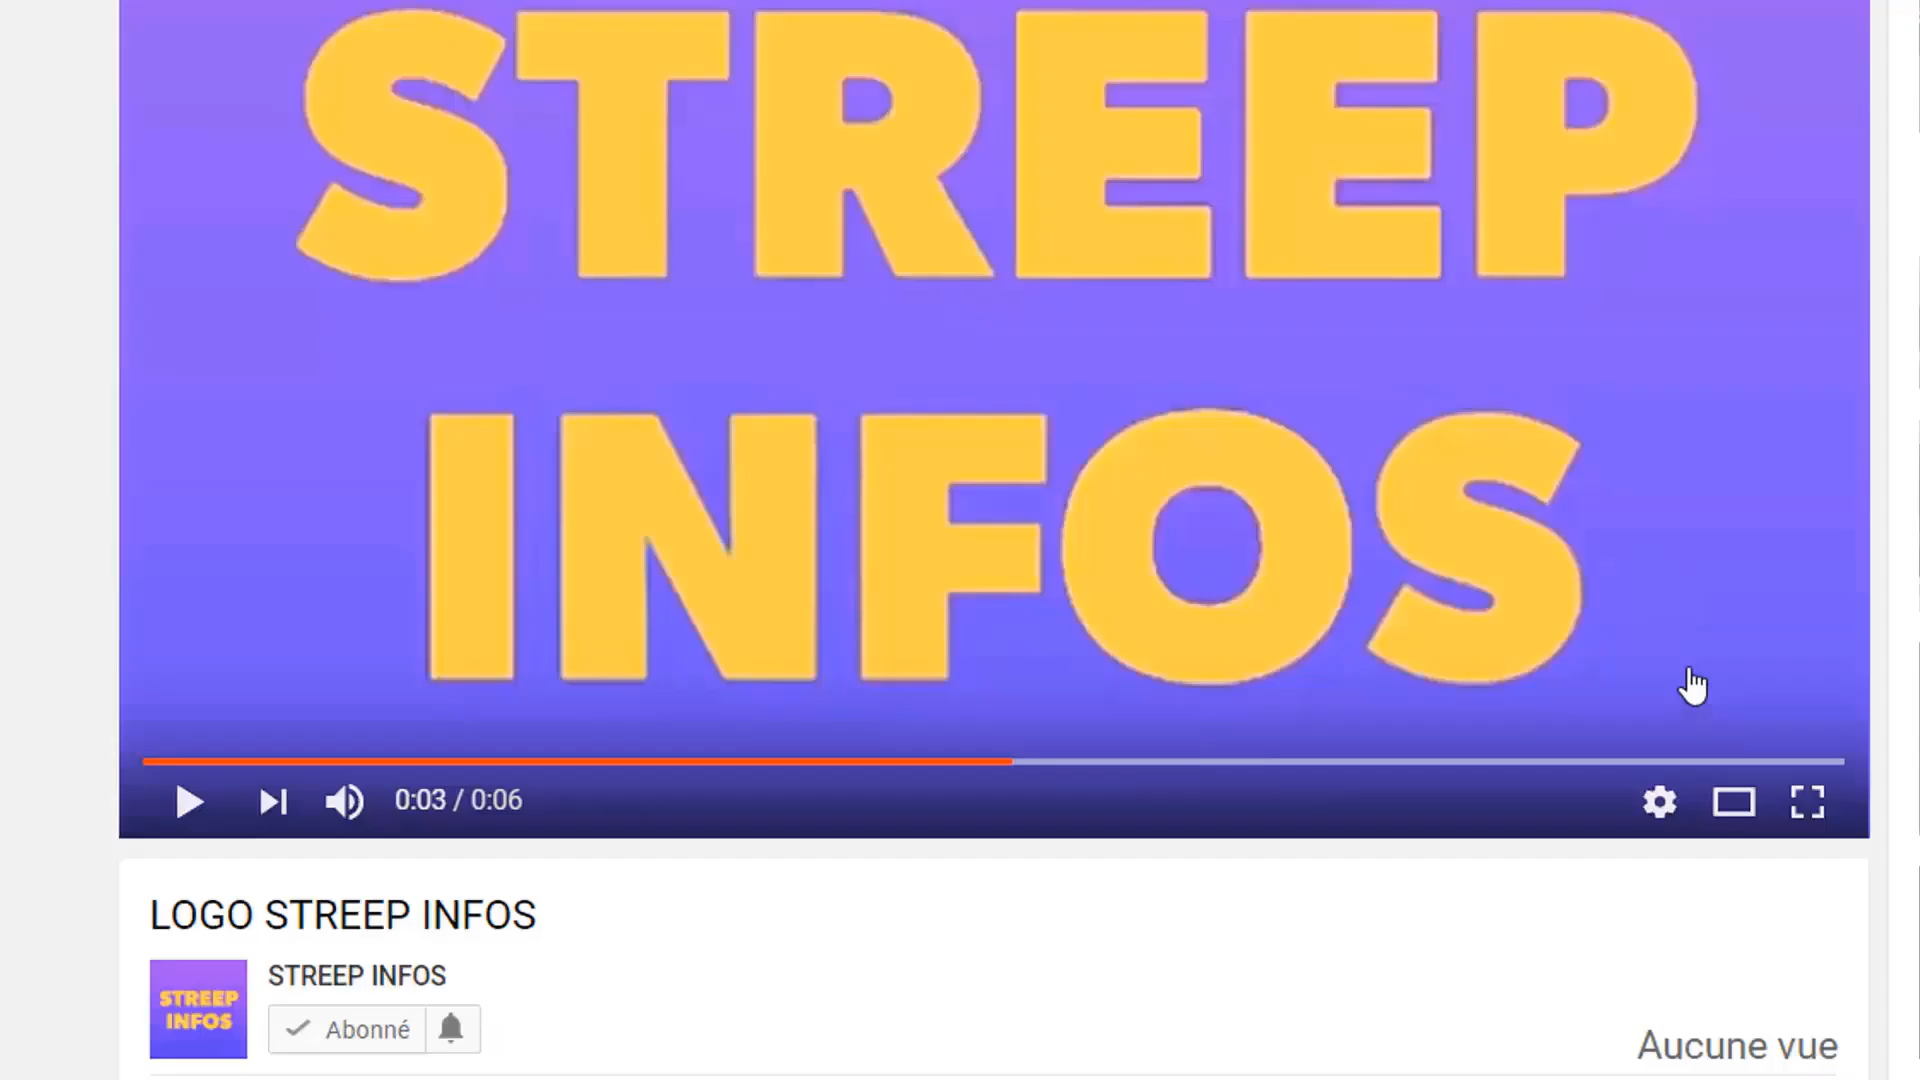 STREEP
INFOS
0:03 / 0:06
LOGO STREEP INFOS
STREEP INFOS
STREEP
INFOS
Abonné
Aucune vue